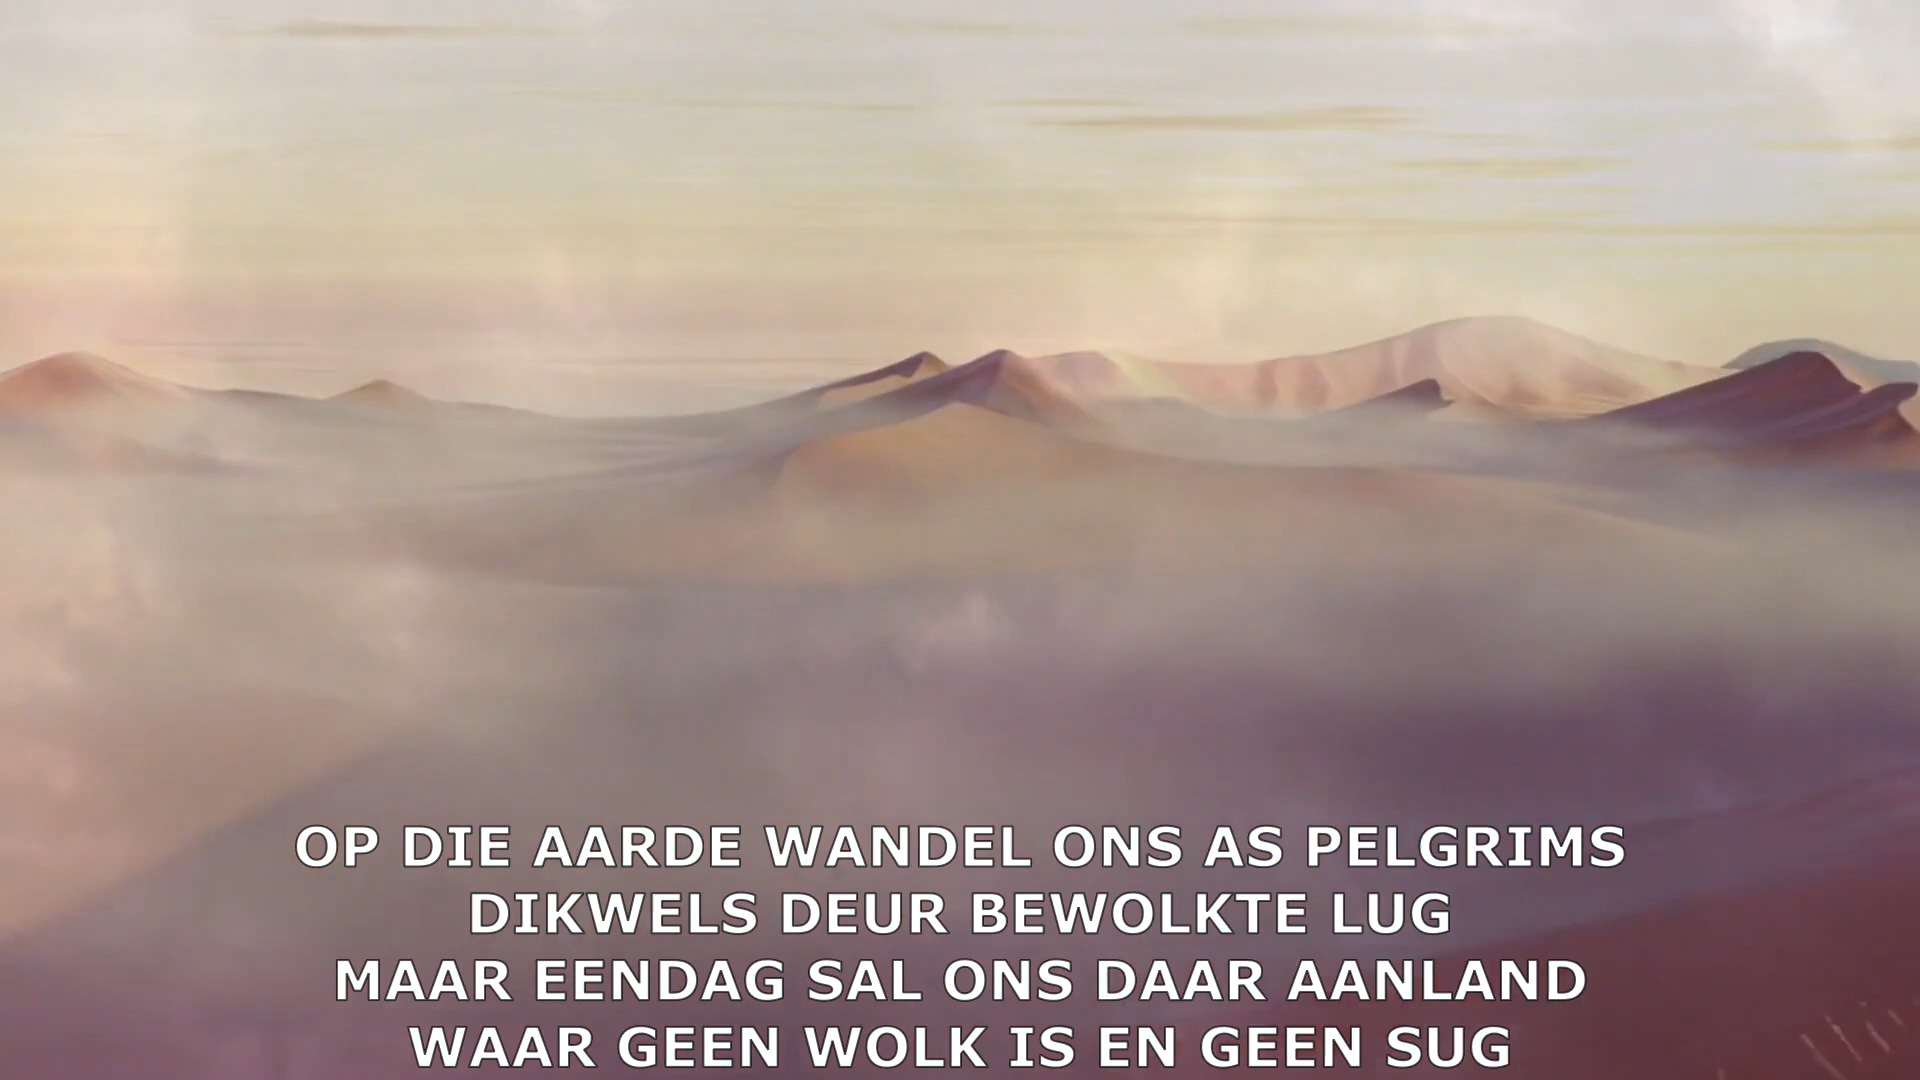 OP DIE AARDE WANDEL ONS AS PELGRIMS
DIKWELS DEUR BEWOLKTE LUG
MAAR EENDAG SAL ONS DAAR AANLAND
WAAR GEEN WOLK IS EN GEEN SUG